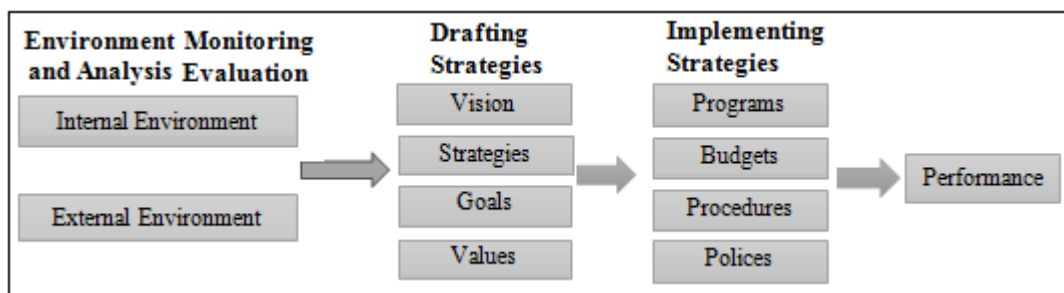 Environment Monitoring
and Analysis Evaluation
Internal Environment
External Environment
Drafting
Strategies
Vision
Strategies
Goals
Values
Implementing
Strategies
Programs
Budgets
Procedures
Polices
Performance